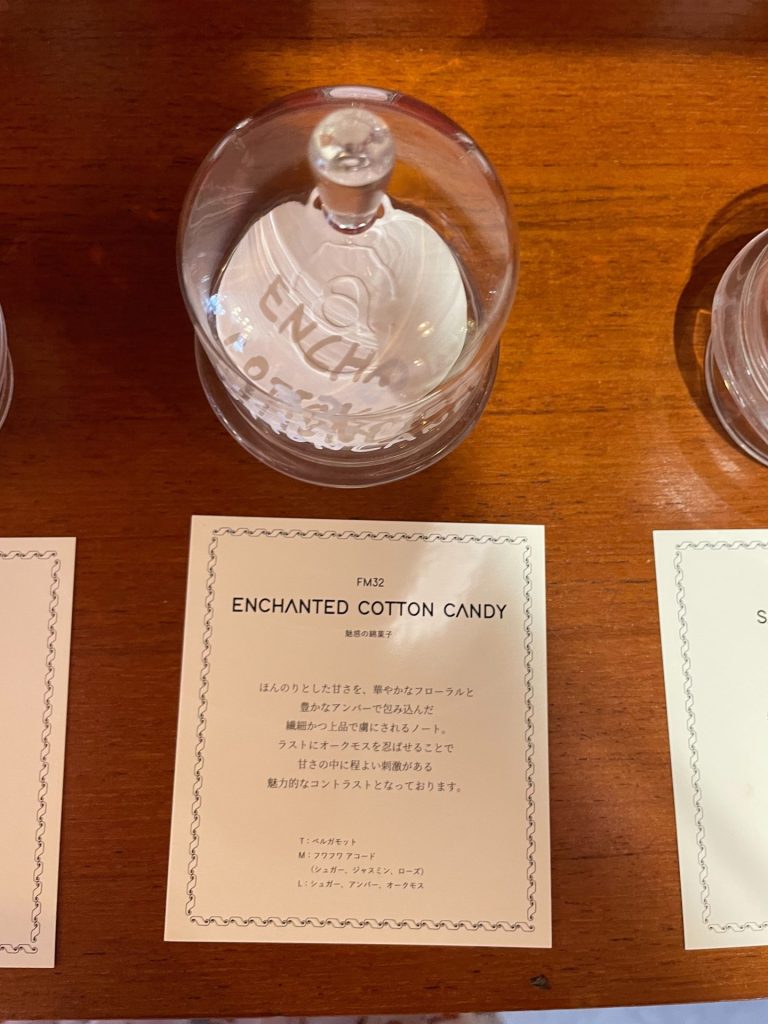 ENCHA
COTTON
FM32
ENCHANTED COTTON CANDY
魅惑の綿菓子
ほんのりとした甘さを、華やかなフローラルと
豊かなアンバーで包み込んだ
繊細かつ上品で虜にされるノート。
ラストにオークモスを忍ばせることで
甘さの中に程よい刺激がある
魅力的なコントラストとなっております。
T：ベルガモット
M：フワフワ アコード
（シュガー、ジャスミン、ローズ）
L：シュガー、アンバー、オークモス
S